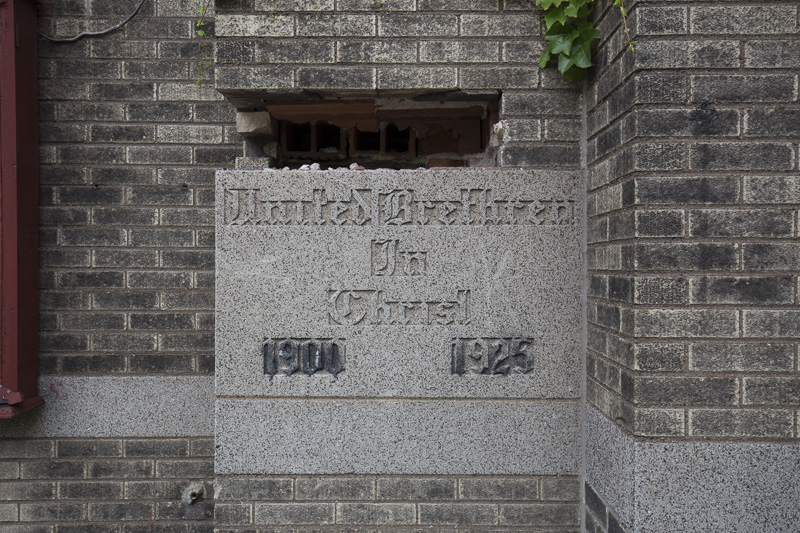 United Brethren
In
Christ
1900 1925